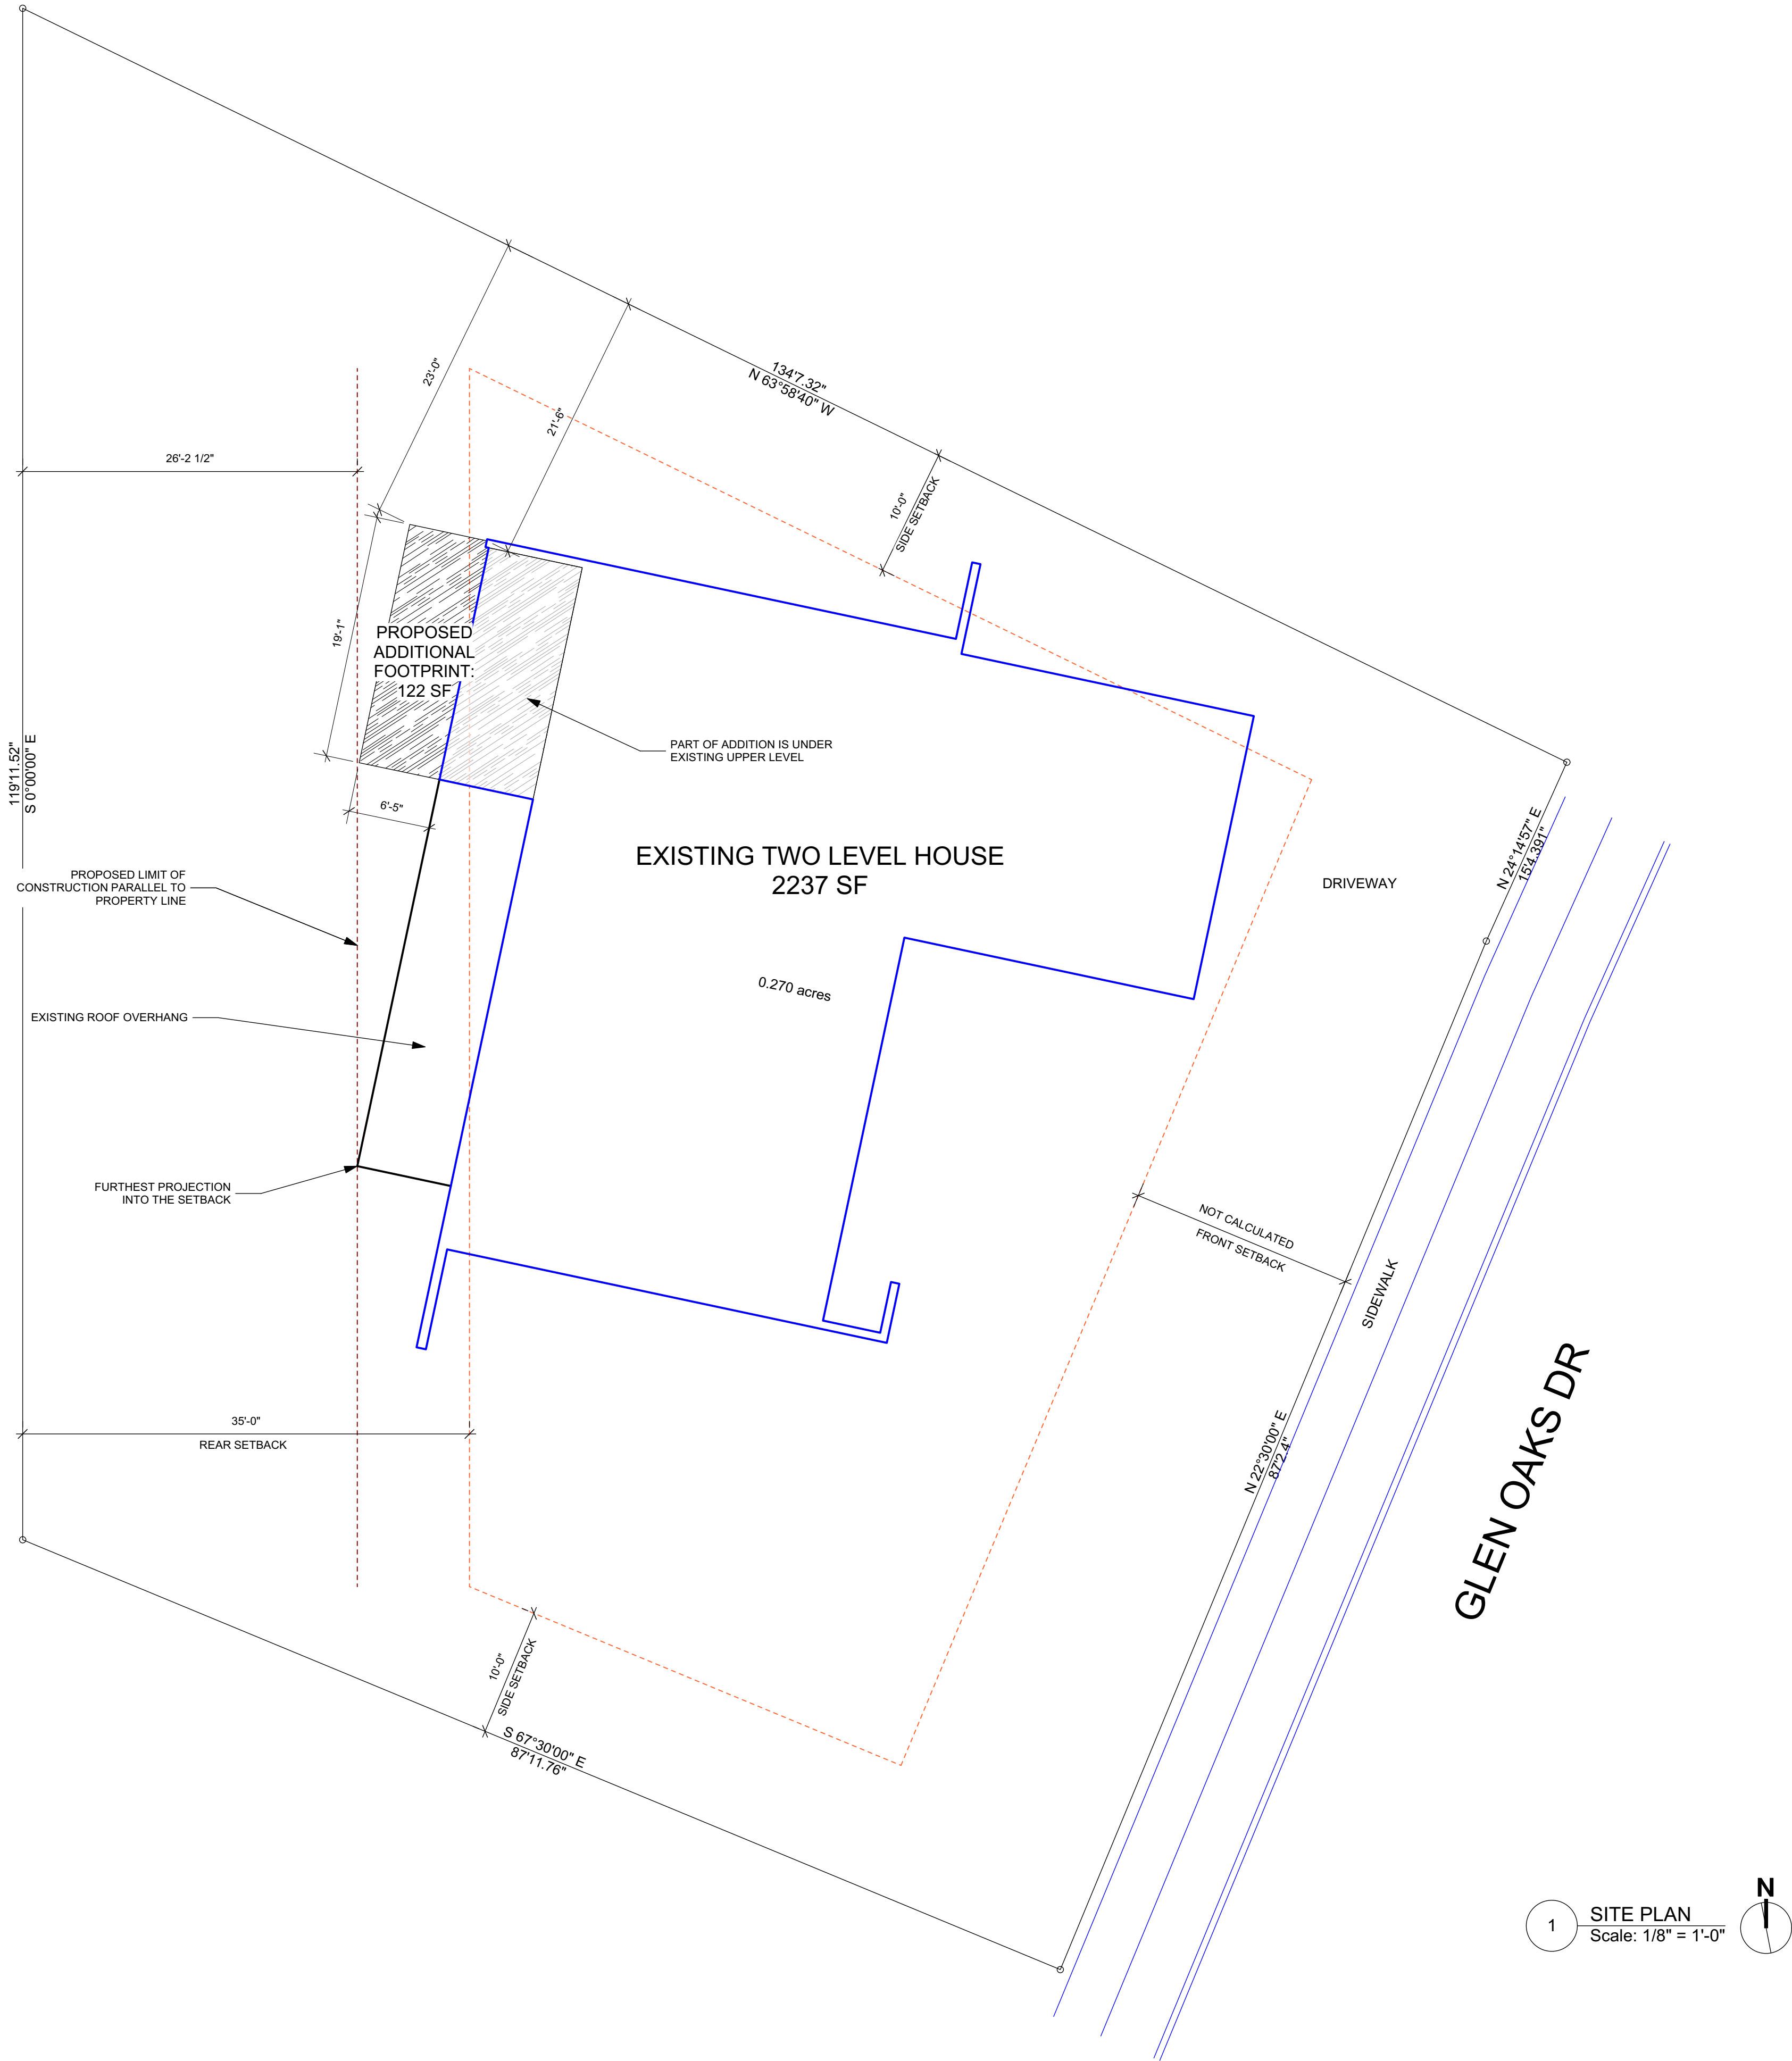 134'7.32"
N 63°58'40" W
23'-0"
21'-6"
26'-2 1/2"
10'-0"
SIDE SETBACK
19'-1"
PROPOSED
ADDITIONAL
FOOTPRINT:
122 SF
PART OF ADDITION IS UNDER
EXISTING UPPER LEVEL
119'11.52"
S 0°00'00" E
6'-5"
EXISTING TWO LEVEL HOUSE
2237 SF
DRIVEWAY
N 24°14'57" E
15'4.391"
PROPOSED LIMIT OF
CONSTRUCTION PARALLEL TO
PROPERTY LINE
0.270 acres
EXISTING ROOF OVERHANG
FURTHEST PROJECTION
INTO THE SETBACK
NOT CALCULATED
FRONT SETBACK
SIDEWALK
35'-0"
REAR SETBACK
N 22°30'00" E
87'2.4"
GLEN OAKS DR
10'-0"
SIDE SETBACK
S 67°30'00" E
87'11.76"
N
1
SITE PLAN
Scale: 1/8" = 1'-0"